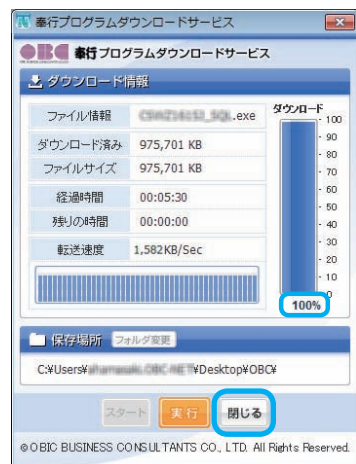 奉行プログラムダウンロードサービス
OBC 奉行プログラムダウンロードサービス
ダウンロード情報
ファイル情報 .exe
ダウンロード済み 975,701 KB
ファイルサイズ 975,701 KB
経過時間 00:05:30
残りの時間 00:00:00
転送速度 1,582KB/Sec
ダウンロード
100
90
80
70
60
50
40
30
20
10
0
100%
保存場所 フォルダ変更
C:¥Users¥ ¥Desktop¥OBC¥
スタート 実行 閉じる
©OBIC BUSINESS CONSULTANTS CO., LTD. All Rights Reserved.